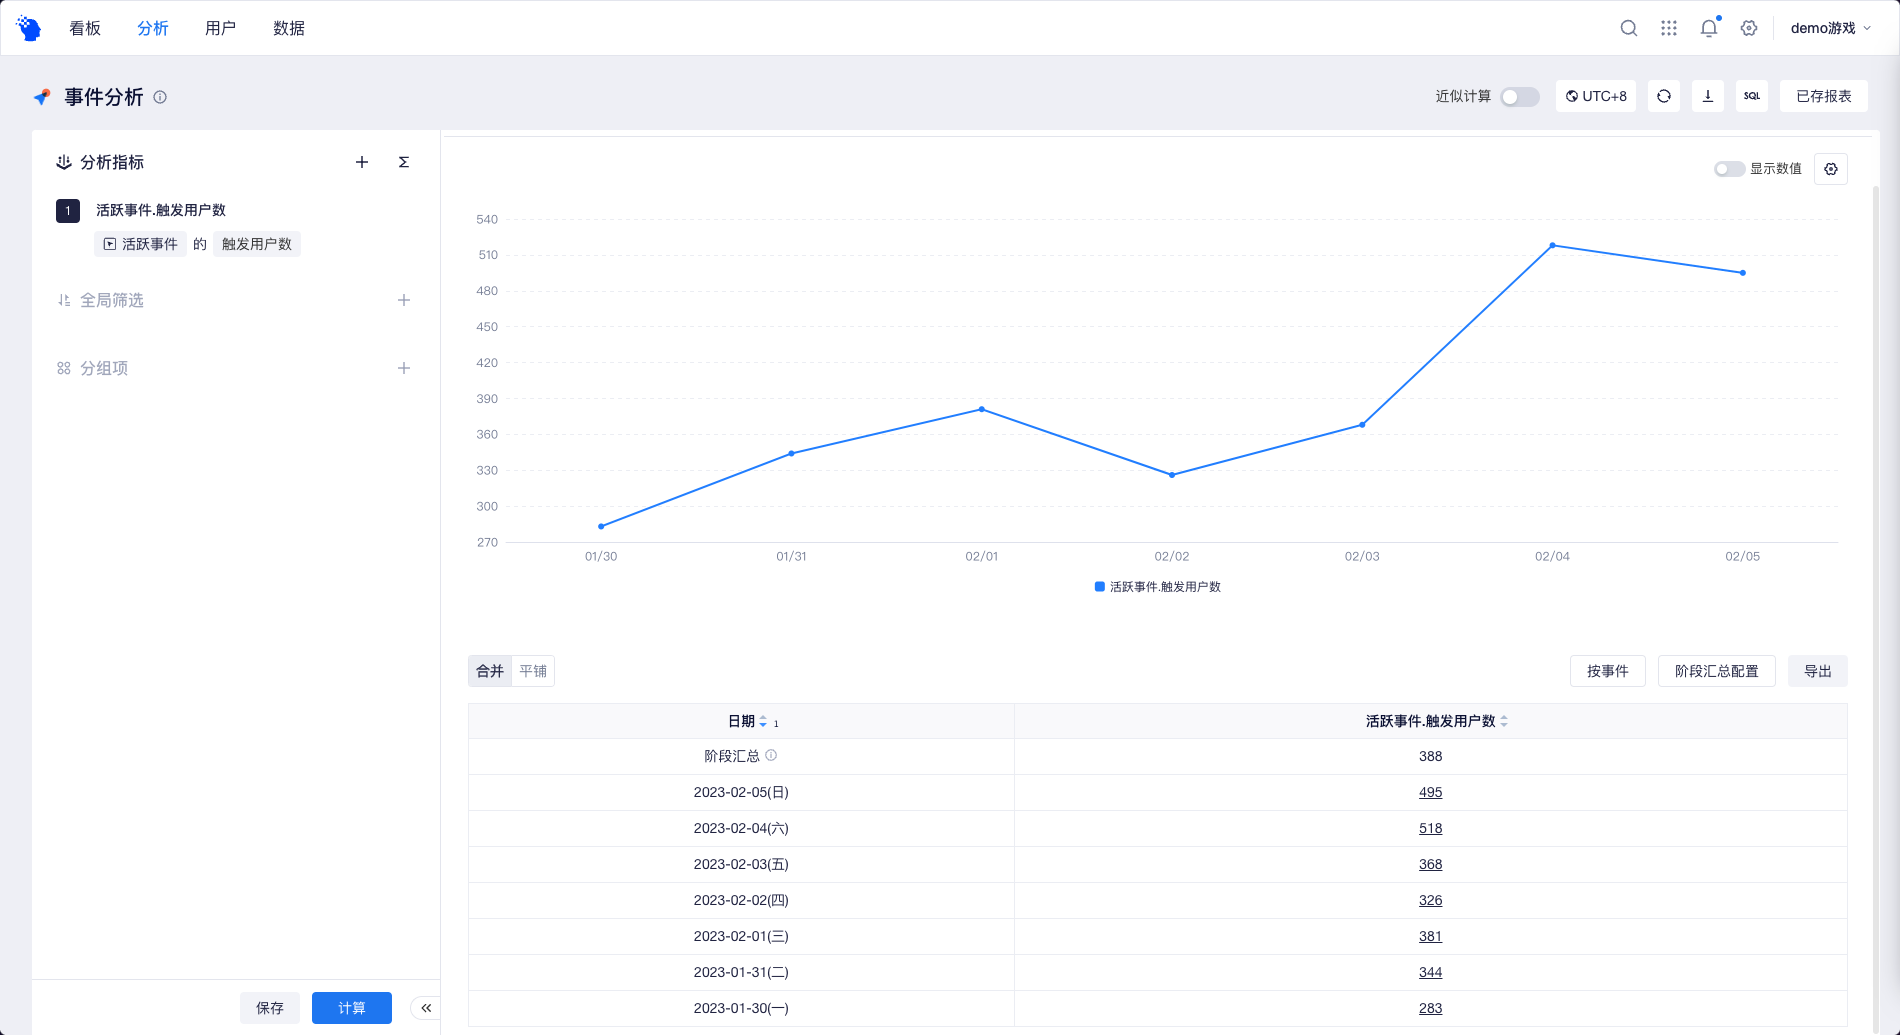 看板 分析 用户 数据 demo游戏
事件分析 近似计算 UTC+8 SQL 已存报表
分析指标
1 活跃事件.触发用户数
活跃事件 的 触发用户数
全局筛选
分组项
保存 计算
显示数值
540
510
480
450
420
390
360
330
300
270
01/30 01/31 02/01 02/02 02/03 02/04 02/05
活跃事件.触发用户数
合并 平铺 按事件 阶段汇总配置 导出
日期 1 活跃事件.触发用户数
阶段汇总 388
2023-02-05(日) 495
2023-02-04(六) 518
2023-02-03(五) 368
2023-02-02(四) 326
2023-02-01(三) 381
2023-01-31(二) 344
2023-01-30(一) 283